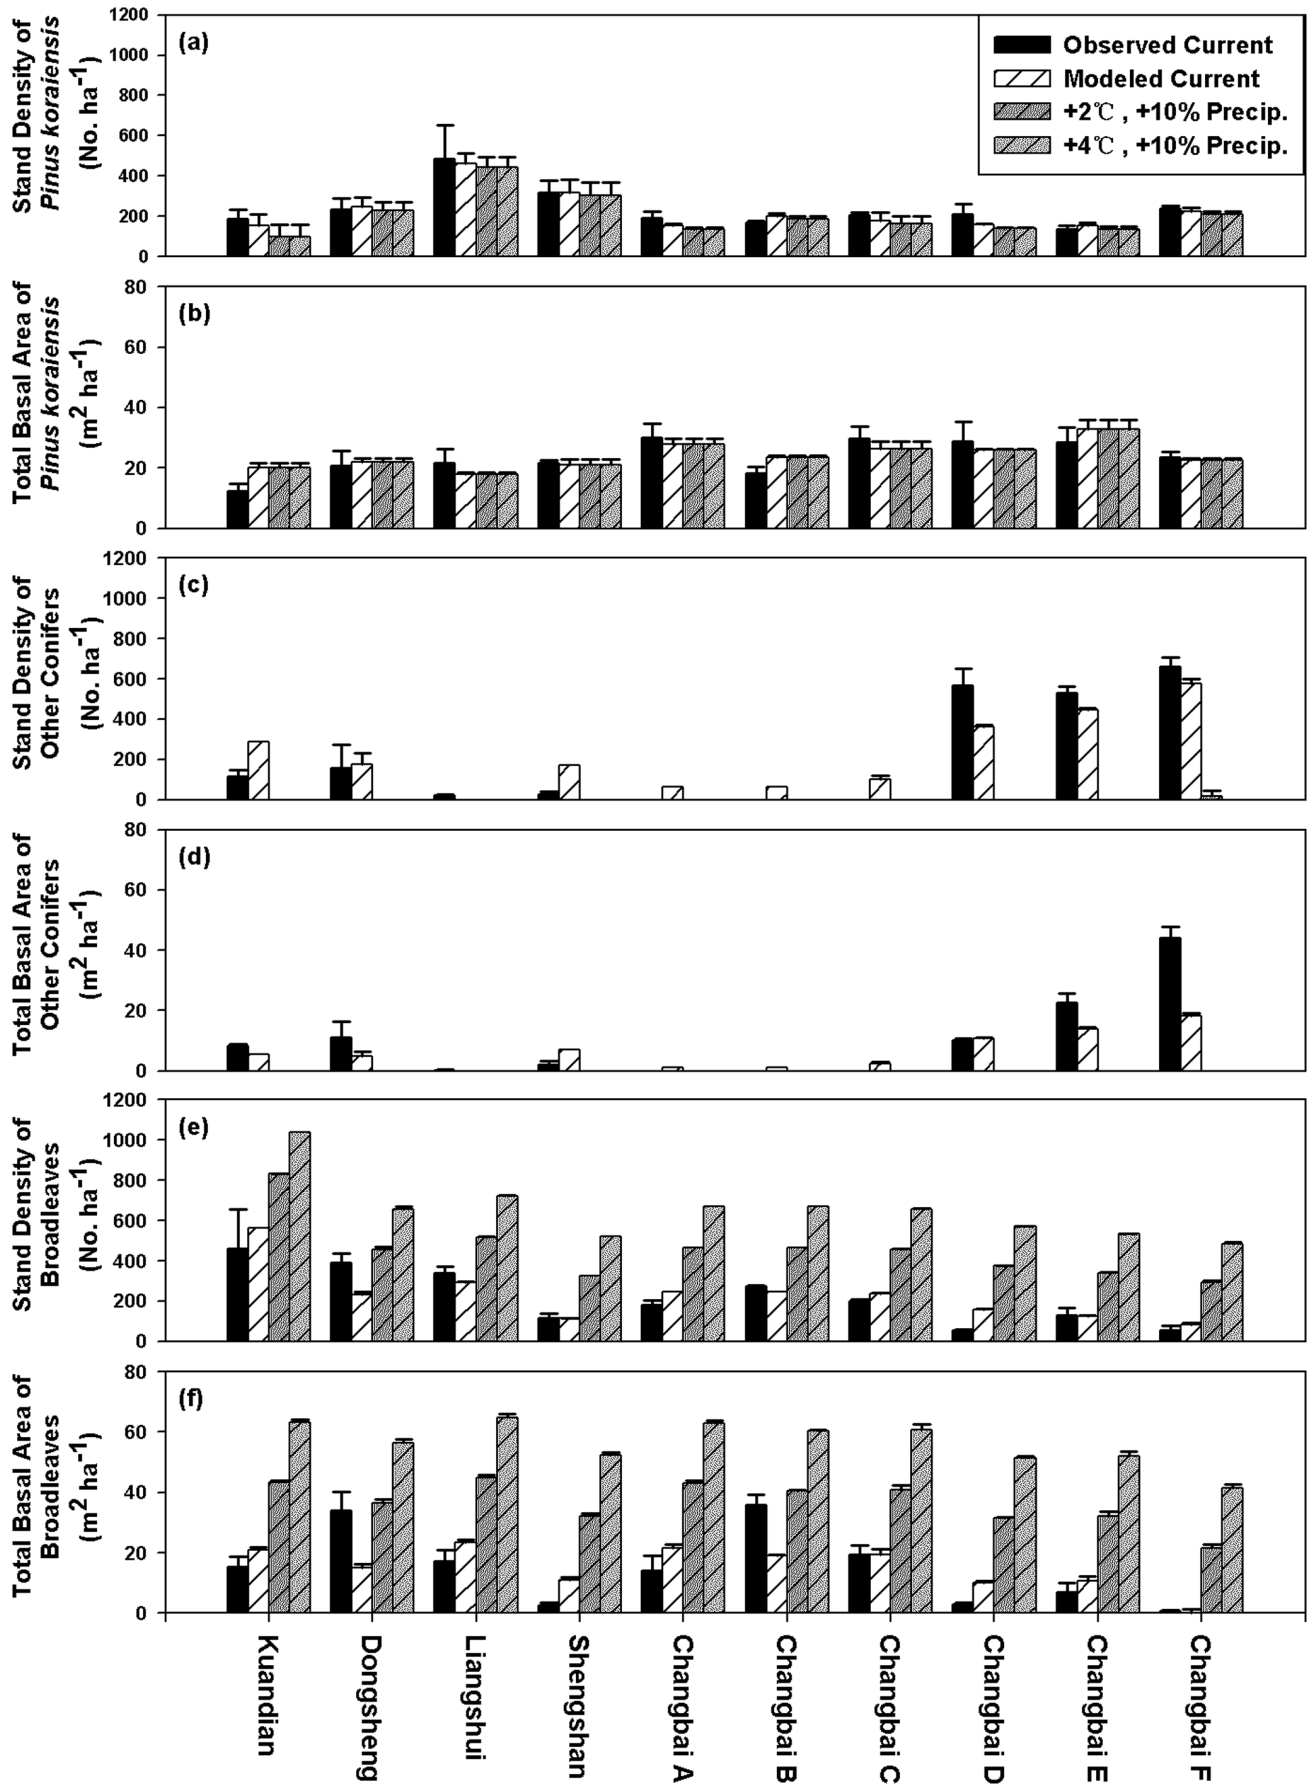 (a)
Stand Density of
Pinus koraiensis
(No. ha-1)
1200
1000
800
600
400
200
0
Observed Current
Modeled Current
+2℃ , +10% Precip.
+4℃ , +10% Precip.
(b)
Total Basal Area of
Pinus koraiensis
(m2 ha-1)
80
60
40
20
0
(c)
Stand Density of
Other Conifers
(No. ha-1)
1200
1000
800
600
400
200
0
(d)
Total Basal Area of
Other Conifers
(m2 ha-1)
80
60
40
20
0
(e)
Stand Density of
Broadleaves
(No. ha-1)
1200
1000
800
600
400
200
0
(f)
Total Basal Area of
Broadleaves
(m2 ha-1)
80
60
40
20
0
Kuandian
Dongsheng
Liangshui
Shengshan
Changbai A
Changbai B
Changbai C
Changbai D
Changbai E
Changbai F